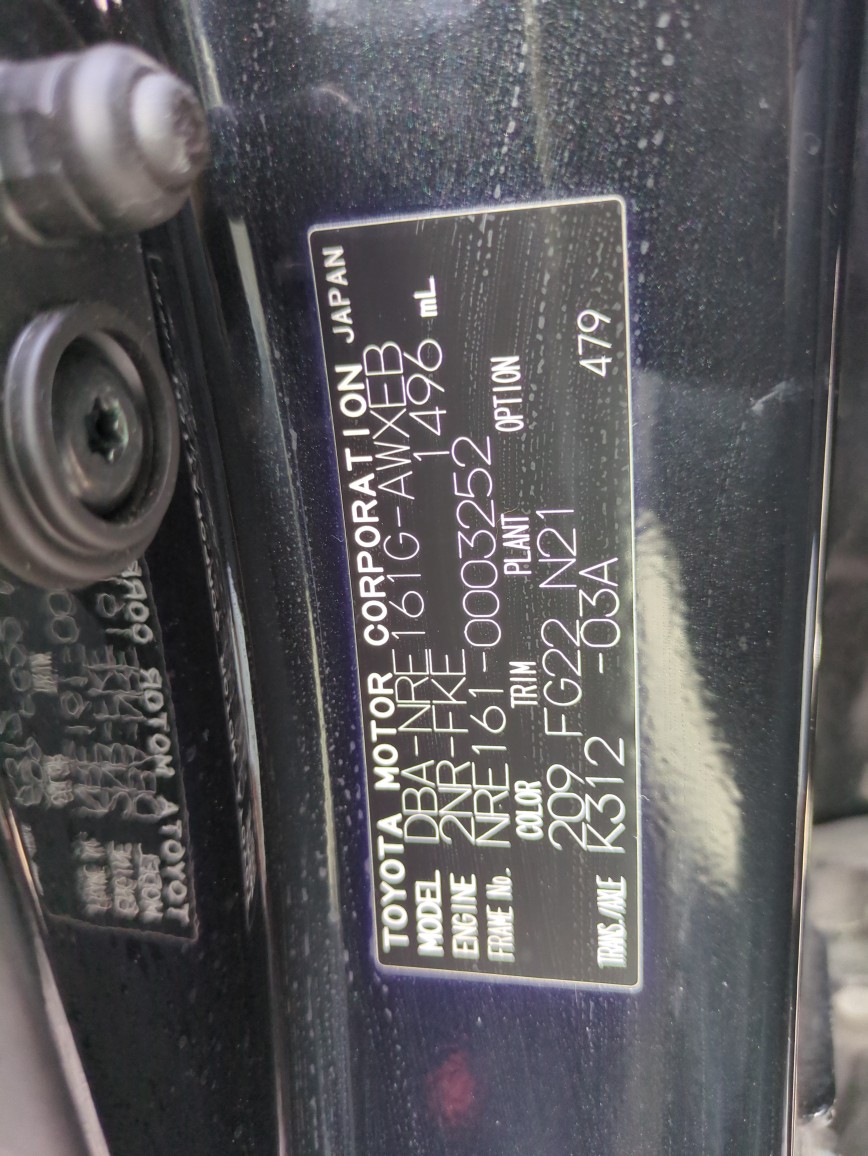 TOYOTA MOTOR CORPORATION JAPAN
MODEL DBA-NRE161G-AWXEB
ENGINE 2NR-FKE 1496 mL
FRAME No. NRE161-0003252
COLOR TRIM PLANT OPTION
209 FG22 N21 479
TRANS./AXLE K312 -03A